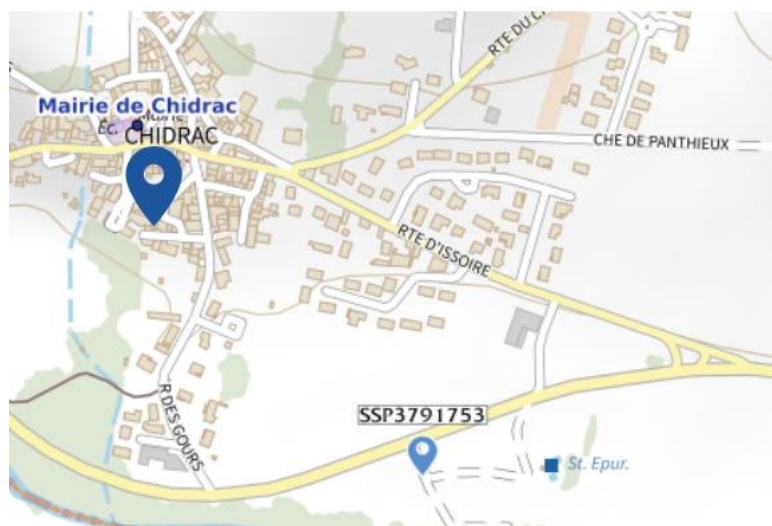 RTE DU C
Mairie de Chidrac
Éc.
CHIDRAC
CHE DE PANTHIEUX
RTE D'ISSOIRE
R DES GOURS
SSP3791753
St. Epur.